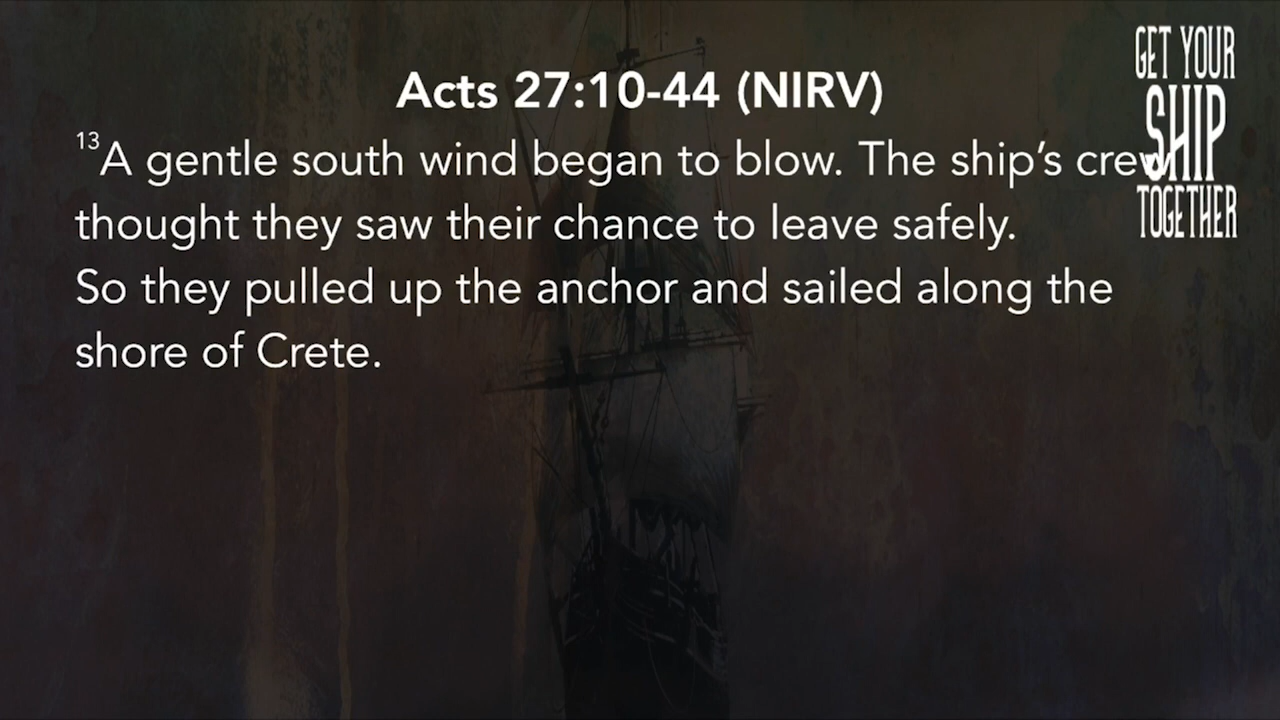 Acts 27:10-44 (NIRV)
13A gentle south wind began to blow. The ship’s crew
thought they saw their chance to leave safely.
So they pulled up the anchor and sailed along the
shore of Crete.
GET YOUR
SHIP
TOGETHER